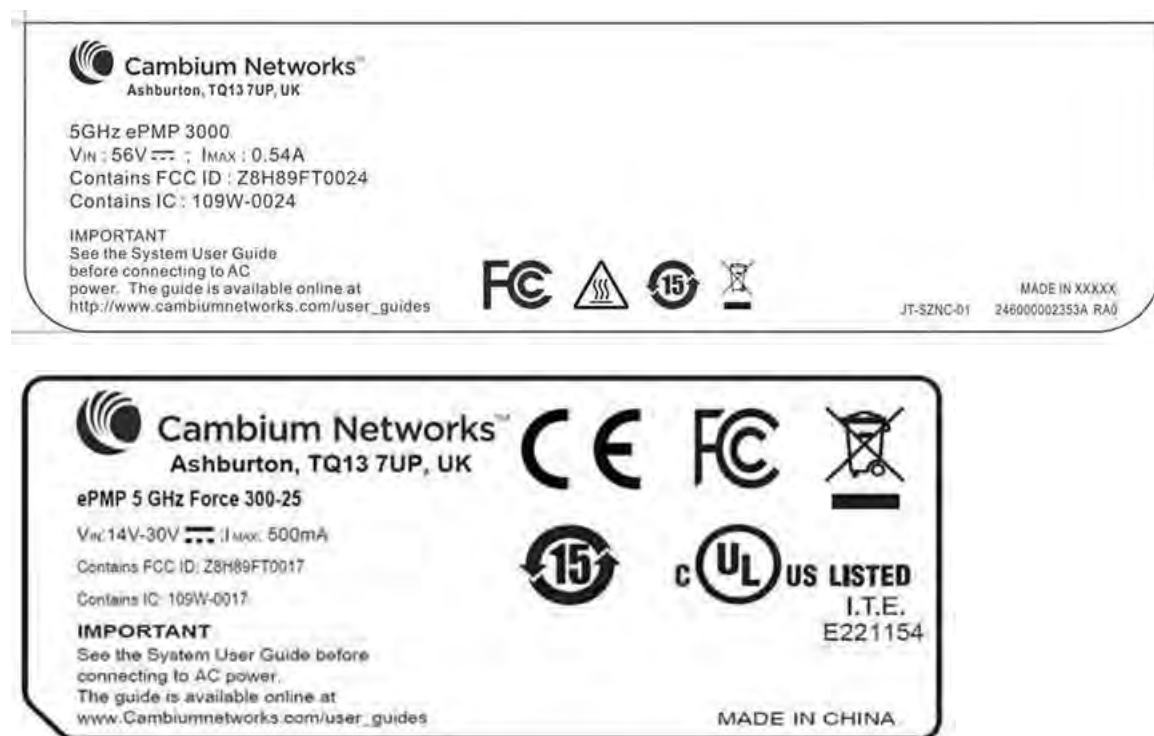 Cambium Networks™
Ashburton, TQ13 7UP, UK
5GHz ePMP 3000
VIN : 56V ; IMAX : 0.54A
Contains FCC ID : Z8H89FT0024
Contains IC : 109W-0024
IMPORTANT
See the System User Guide
before connecting to AC
power. The guide is available online at
http://www.cambiumnetworks.com/user_guides
FC 15
MADE IN XXXXX
JT-SZNC-01 246000002353A RA0
Cambium Networks™
Ashburton, TQ13 7UP, UK
CE FC
ePMP 5 GHz Force 300-25
VIN:14V-30V ;IMAX: 500mA
Contains FCC ID: Z8H89FT0017
Contains IC: 109W-0017
15
C UL US LISTED
I.T.E.
E221154
IMPORTANT
See the System User Guide before
connecting to AC power.
The guide is available online at
www.Cambiumnetworks.com/user_guides
MADE IN CHINA